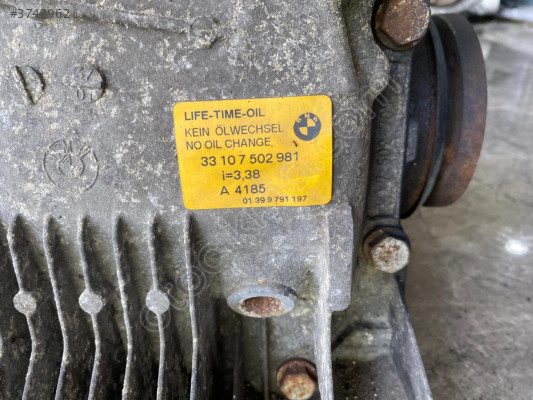 #3742962
LIFE-TIME-OIL
KEIN ÖLWECHSEL
NO OIL CHANGE
33 10 7 502 981
i=3,38
A 4185
01 39 9 791 197